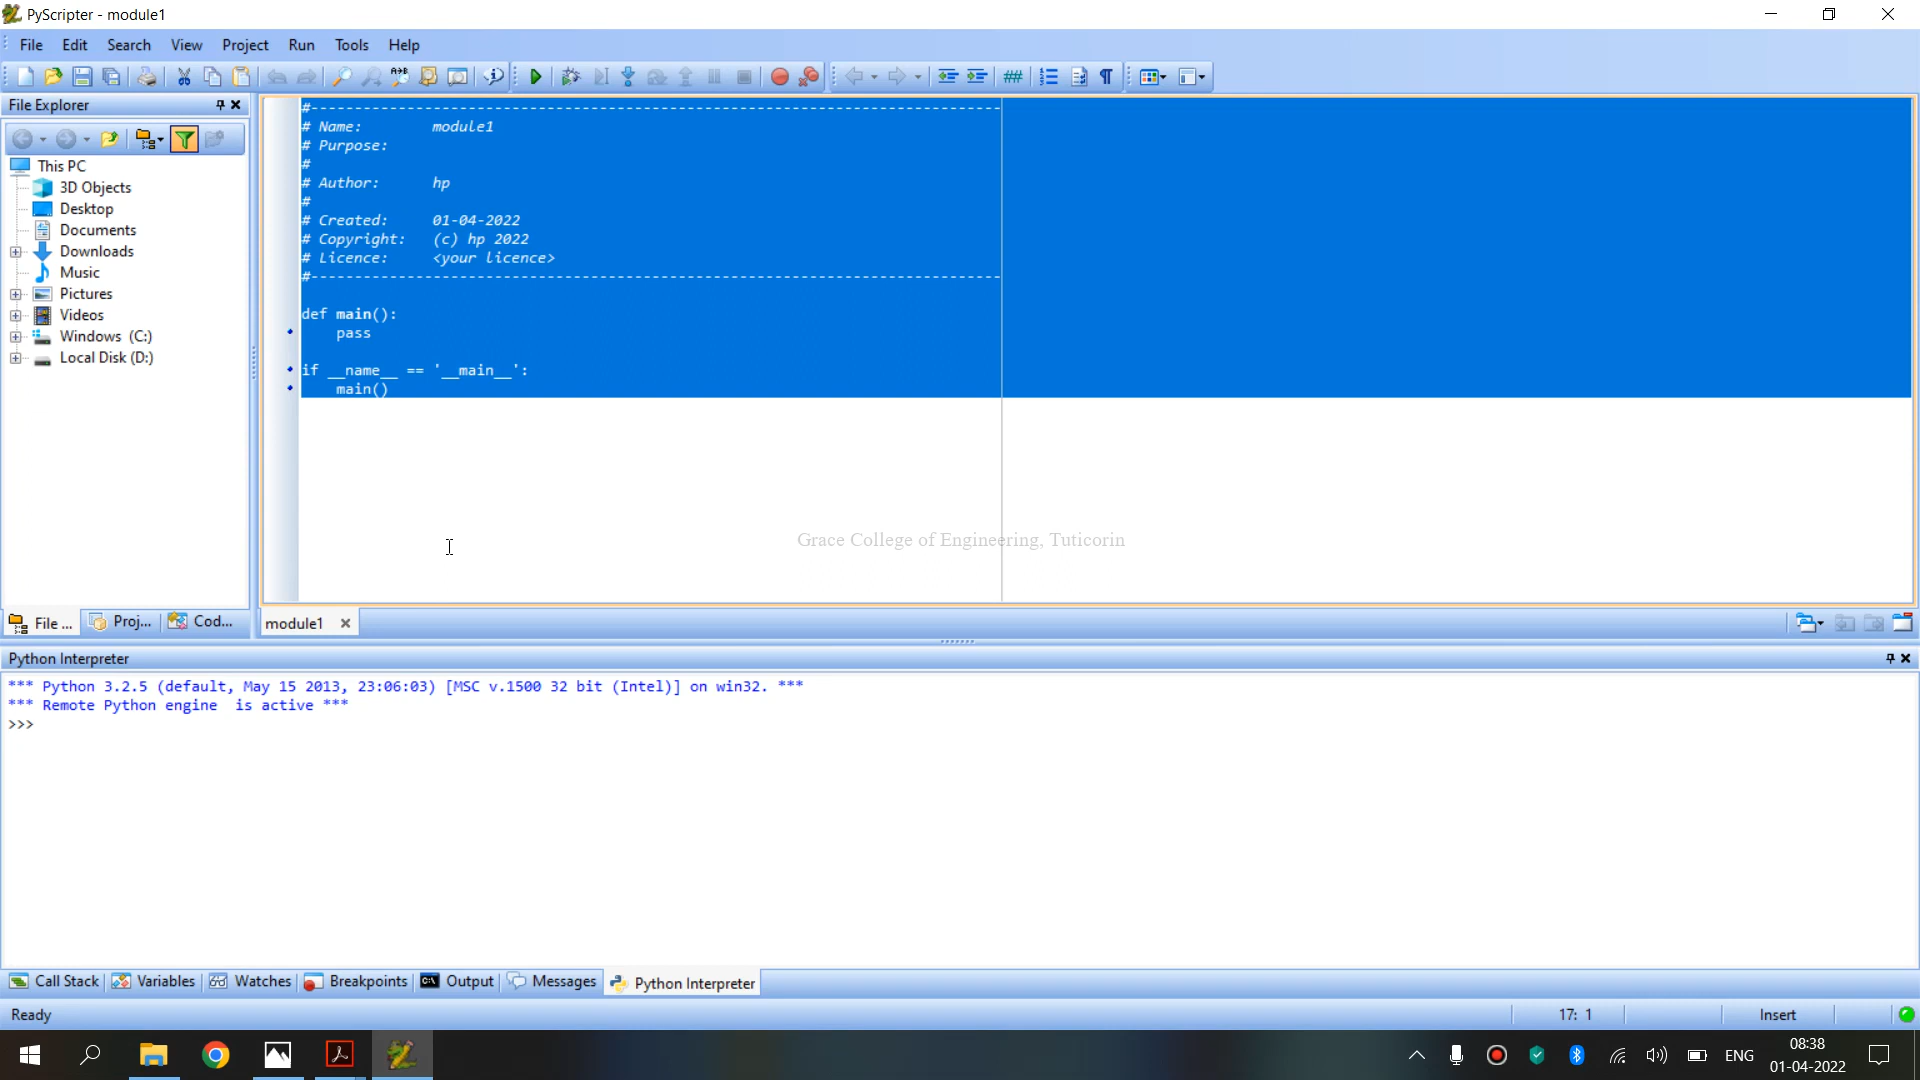 PyScripter - module1
File Edit Search View Project Run Tools Help
File Explorer
This PC
3D Objects
Desktop
Documents
Downloads
Music
Pictures
Videos
Windows (C:)
Local Disk (D:)
File ... Proj... Cod...
#-------------------------------------------------------------------------------
# Name:        module1
# Purpose:
#
# Author:      hp
#
# Created:     01-04-2022
# Copyright:   (c) hp 2022
# Licence:     <your licence>
#-------------------------------------------------------------------------------
def main():
    pass
if __name__ == '__main__':
    main()
Grace College of Engineering, Tuticorin
module1
Python Interpreter
*** Python 3.2.5 (default, May 15 2013, 23:06:03) [MSC v.1500 32 bit (Intel)] on win32. ***
*** Remote Python engine  is active ***
>>>
Call Stack Variables Watches Breakpoints Output Messages Python Interpreter
Ready 17: 1 Insert
ENG
08:38
01-04-2022